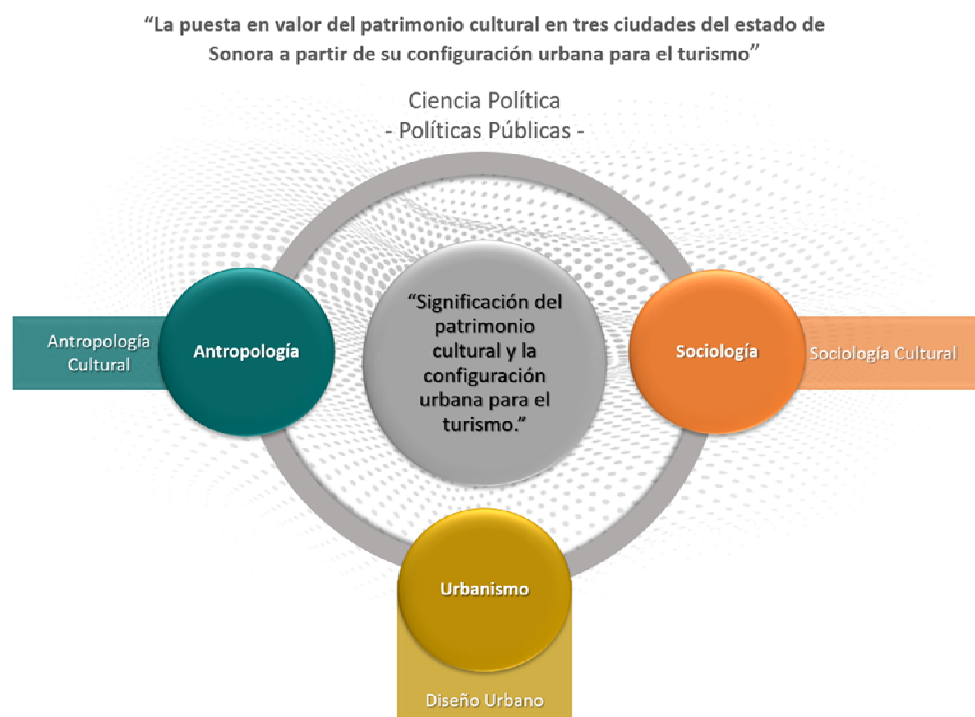 “La puesta en valor del patrimonio cultural en tres ciudades del estado de
Sonora a partir de su configuración urbana para el turismo”
Ciencia Política
- Políticas Públicas -
“Significación del
patrimonio
cultural y la
configuración
urbana para el
turismo.”
Antropología
Cultural
Antropología
Sociología
Sociología Cultural
Urbanismo
Diseño Urbano